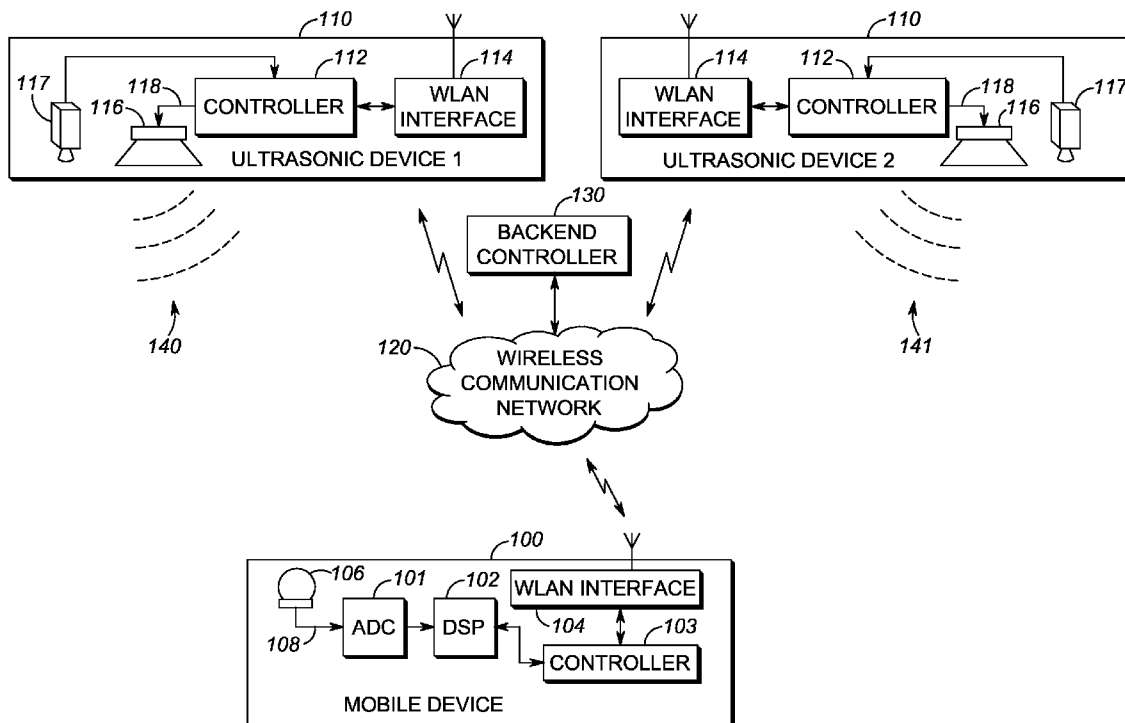 110
110
112
114
114
112
117
118
116
CONTROLLER
WLAN
INTERFACE
ULTRASONIC DEVICE 1
WLAN
INTERFACE
CONTROLLER
118
116
117
ULTRASONIC DEVICE 2
130
BACKEND
CONTROLLER
140
141
120
WIRELESS
COMMUNICATION
NETWORK
100
106
101
102
WLAN INTERFACE
104
103
108
ADC
DSP
CONTROLLER
MOBILE DEVICE